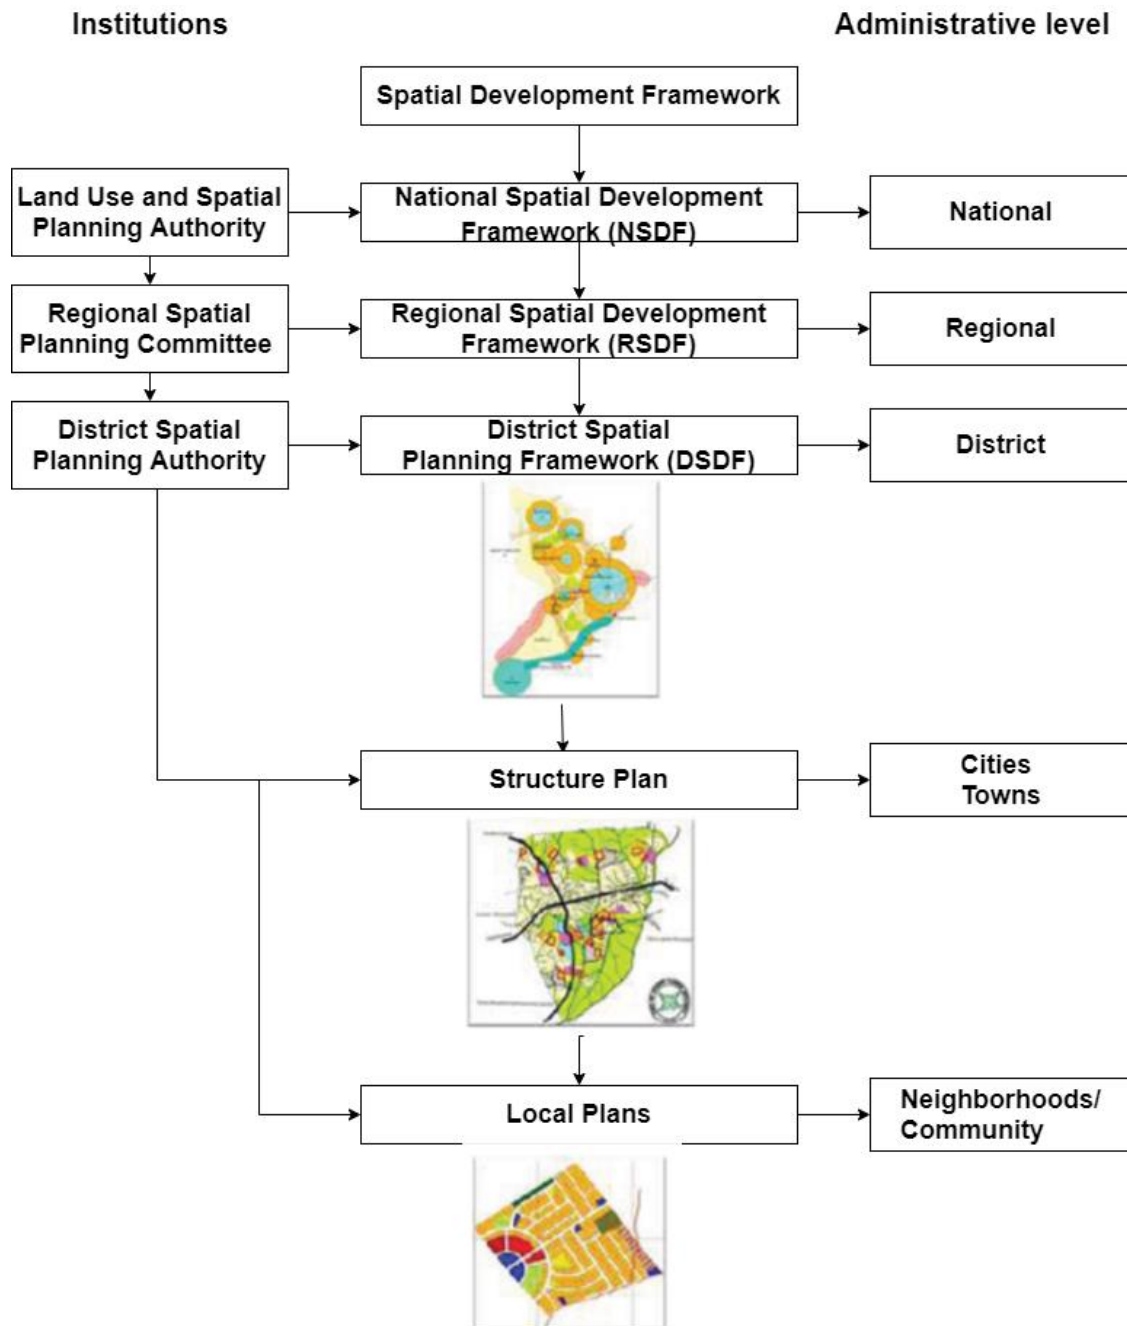 Institutions
Administrative level
Spatial Development Framework
Land Use and Spatial
Planning Authority
National Spatial Development
Framework (NSDF)
National
Regional Spatial
Planning Committee
Regional Spatial Development
Framework (RSDF)
Regional
District Spatial
Planning Authority
District Spatial
Planning Framework (DSDF)
District
Structure Plan
Cities
Towns
Local Plans
Neighborhoods/
Community